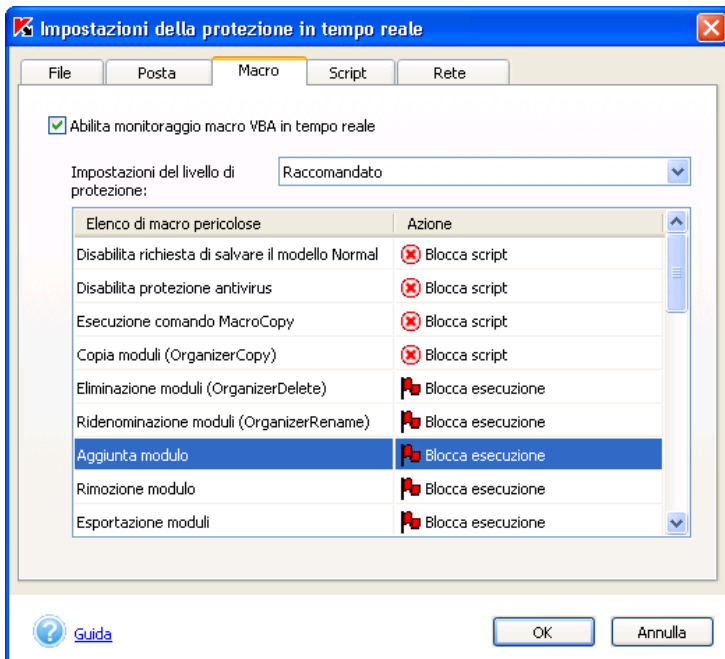 Impostazioni della protezione in tempo reale
File Posta Macro Script Rete
Abilita monitoraggio macro VBA in tempo reale
Impostazioni del livello di protezione: Raccomandato
Elenco di macro pericolose Azione
Disabilita richiesta di salvare il modello Normal Blocca script
Disabilita protezione antivirus Blocca script
Esecuzione comando MacroCopy Blocca script
Copia moduli (OrganizerCopy) Blocca script
Eliminazione moduli (OrganizerDelete) Blocca esecuzione
Ridenominazione moduli (OrganizerRename) Blocca esecuzione
Aggiunta modulo Blocca esecuzione
Rimozione modulo Blocca esecuzione
Esportazione moduli Blocca esecuzione
Guida OK Annulla